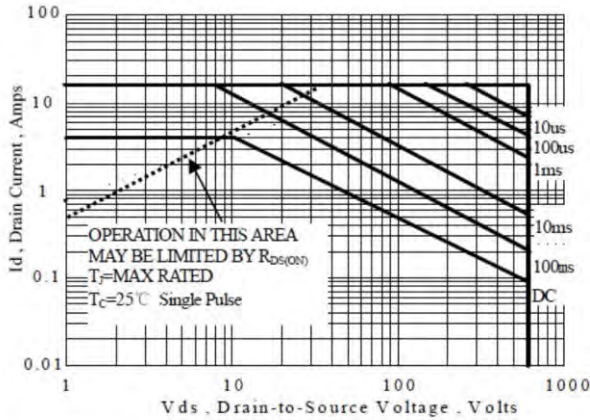 100
10
1
0.1
0.01
Id , Drain Current , Amps
10us
100us
1ms
10ms
100ms
DC
OPERATION IN THIS AREA
MAY BE LIMITED BY RDS(ON)
TJ=MAX RATED
TC=25℃ Single Pulse
1 10 100 1000
Vds , Drain-to-Source Voltage , Volts